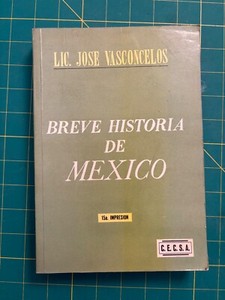 LIC. JOSE VASCONCELOS
BREVE HISTORIA
DE
MEXICO
15a. IMPRESION
C.E.C.S.A.